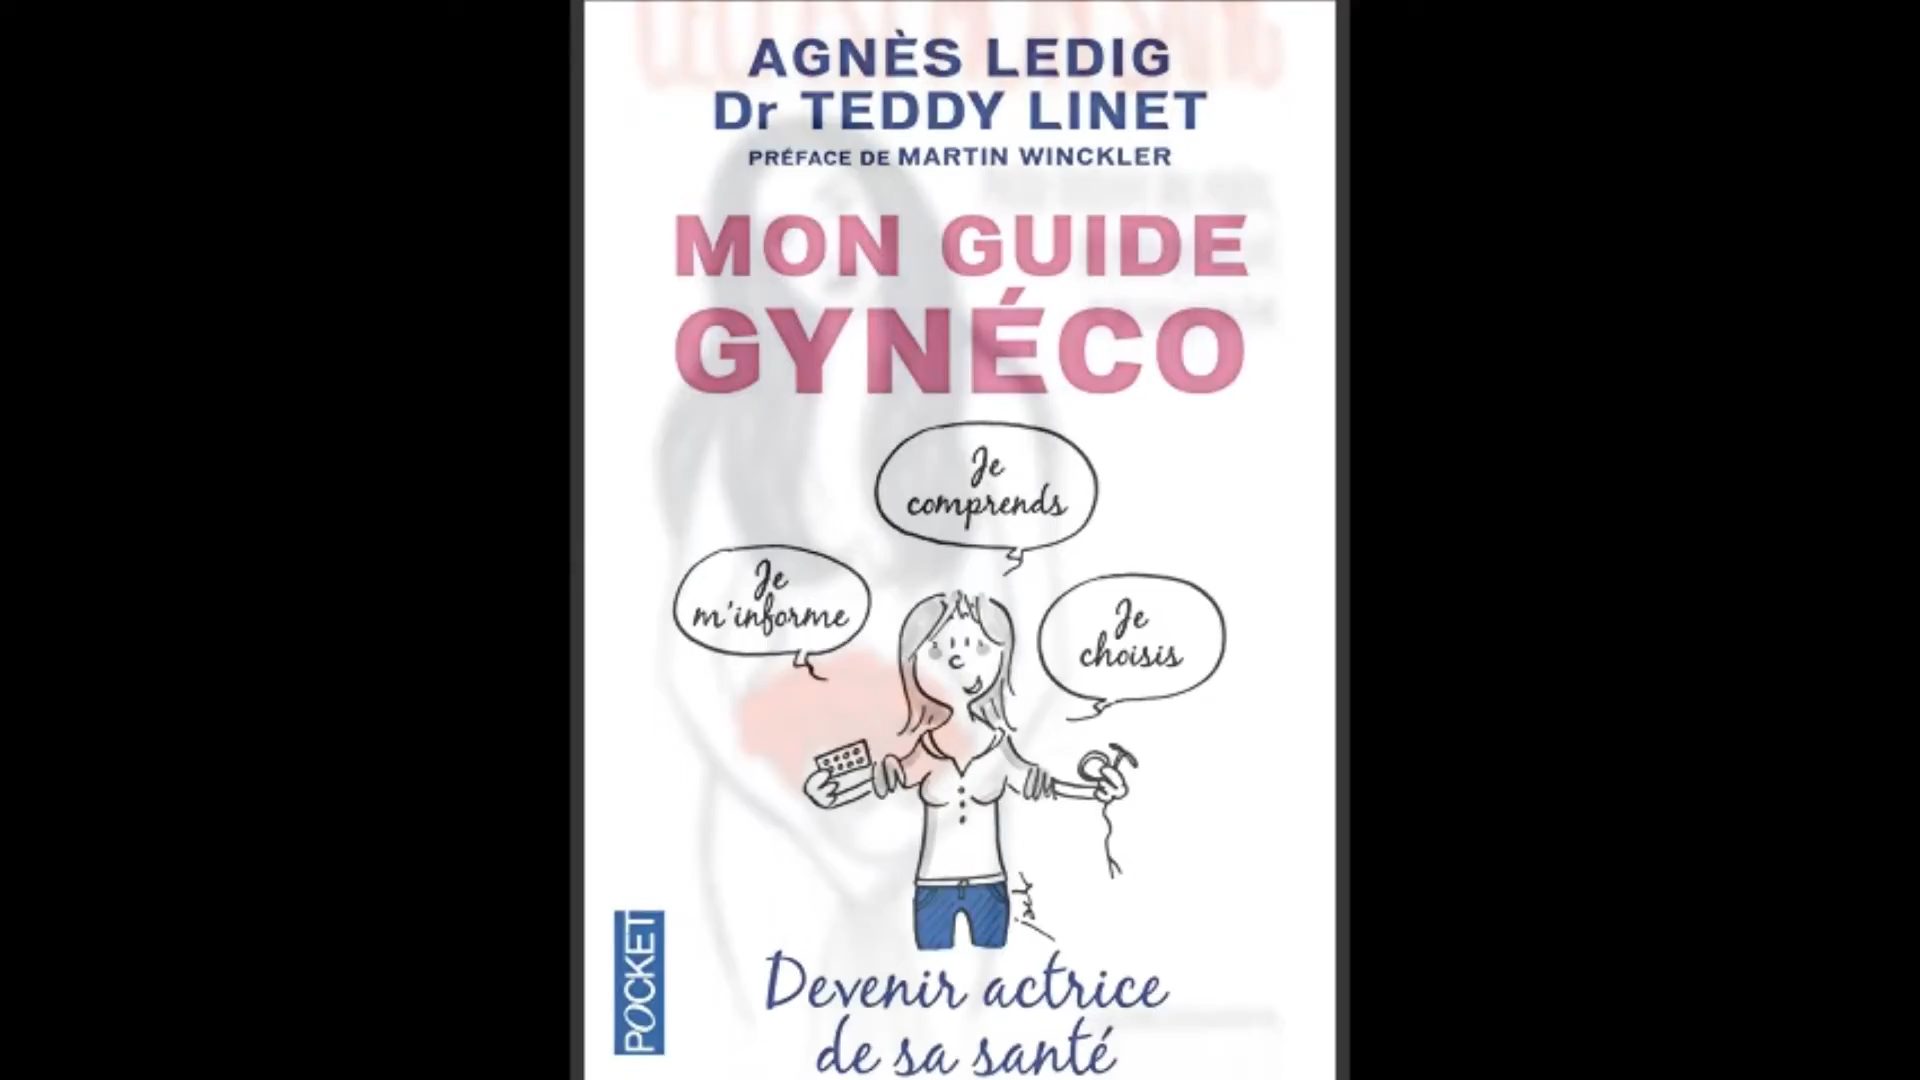 AGNÈS LEDIG
Dr TEDDY LINET
PRÉFACE DE MARTIN WINCKLER
MON GUIDE
GYNÉCO
Je
comprends
Je
m'informe
Je
choisis
POCKET
Devenir actrice
de sa santé